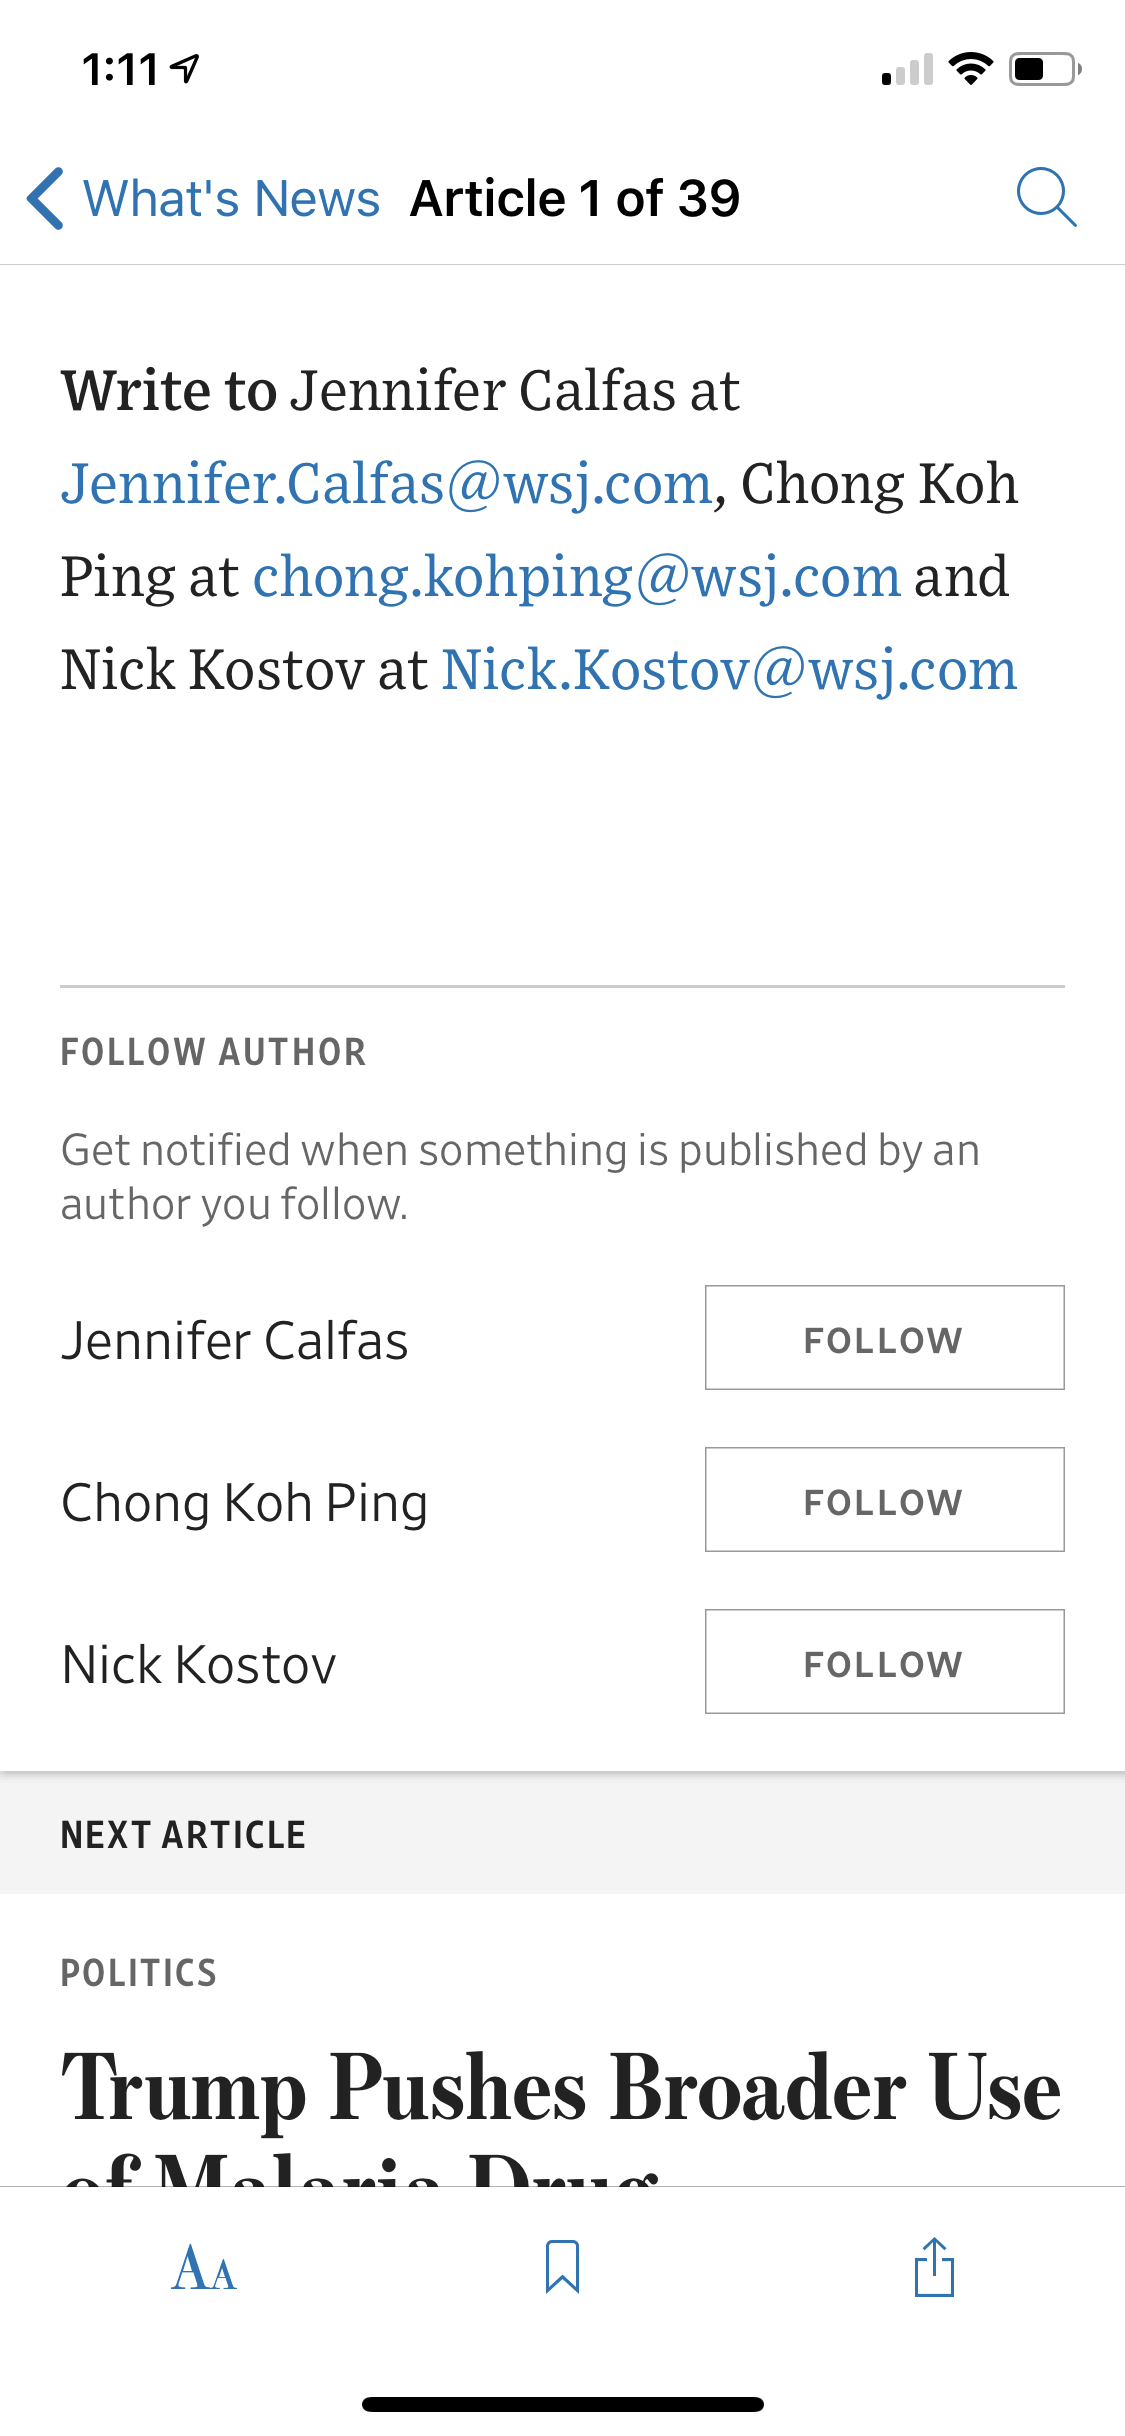 1:11
What's News Article 1 of 39
Write to Jennifer Calfas at
Jennifer.Calfas@wsj.com, Chong Koh
Ping at chong.kohping@wsj.com and
Nick Kostov at Nick.Kostov@wsj.com
FOLLOW AUTHOR
Get notified when something is published by an
author you follow.
Jennifer Calfas FOLLOW
Chong Koh Ping FOLLOW
Nick Kostov FOLLOW
NEXT ARTICLE
POLITICS
Trump Pushes Broader Use
of Malaria Drug
AA